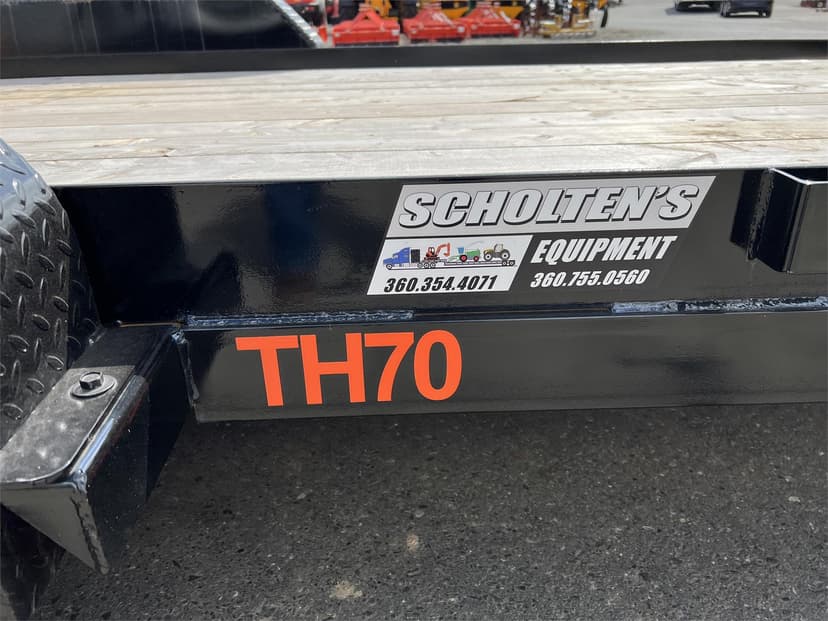 SCHOLTEN'S
EQUIPMENT
360.354.4071
360.755.0560
TH70